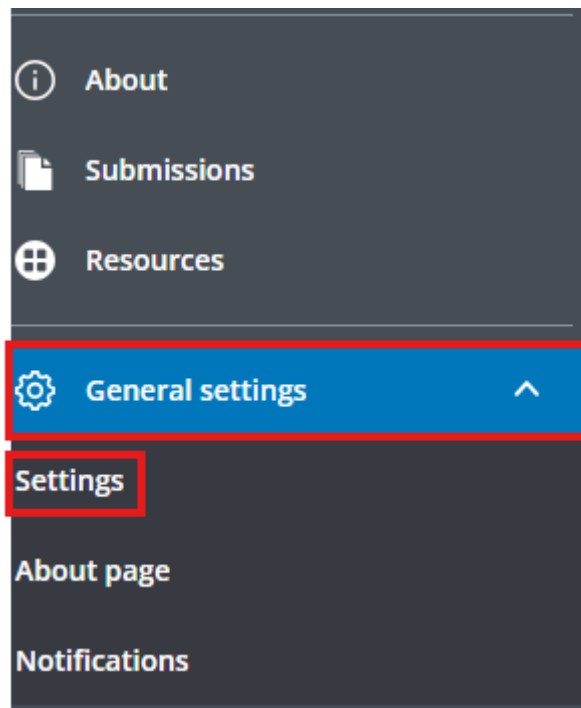 About
Submissions
Resources
General settings
Settings
About page
Notifications